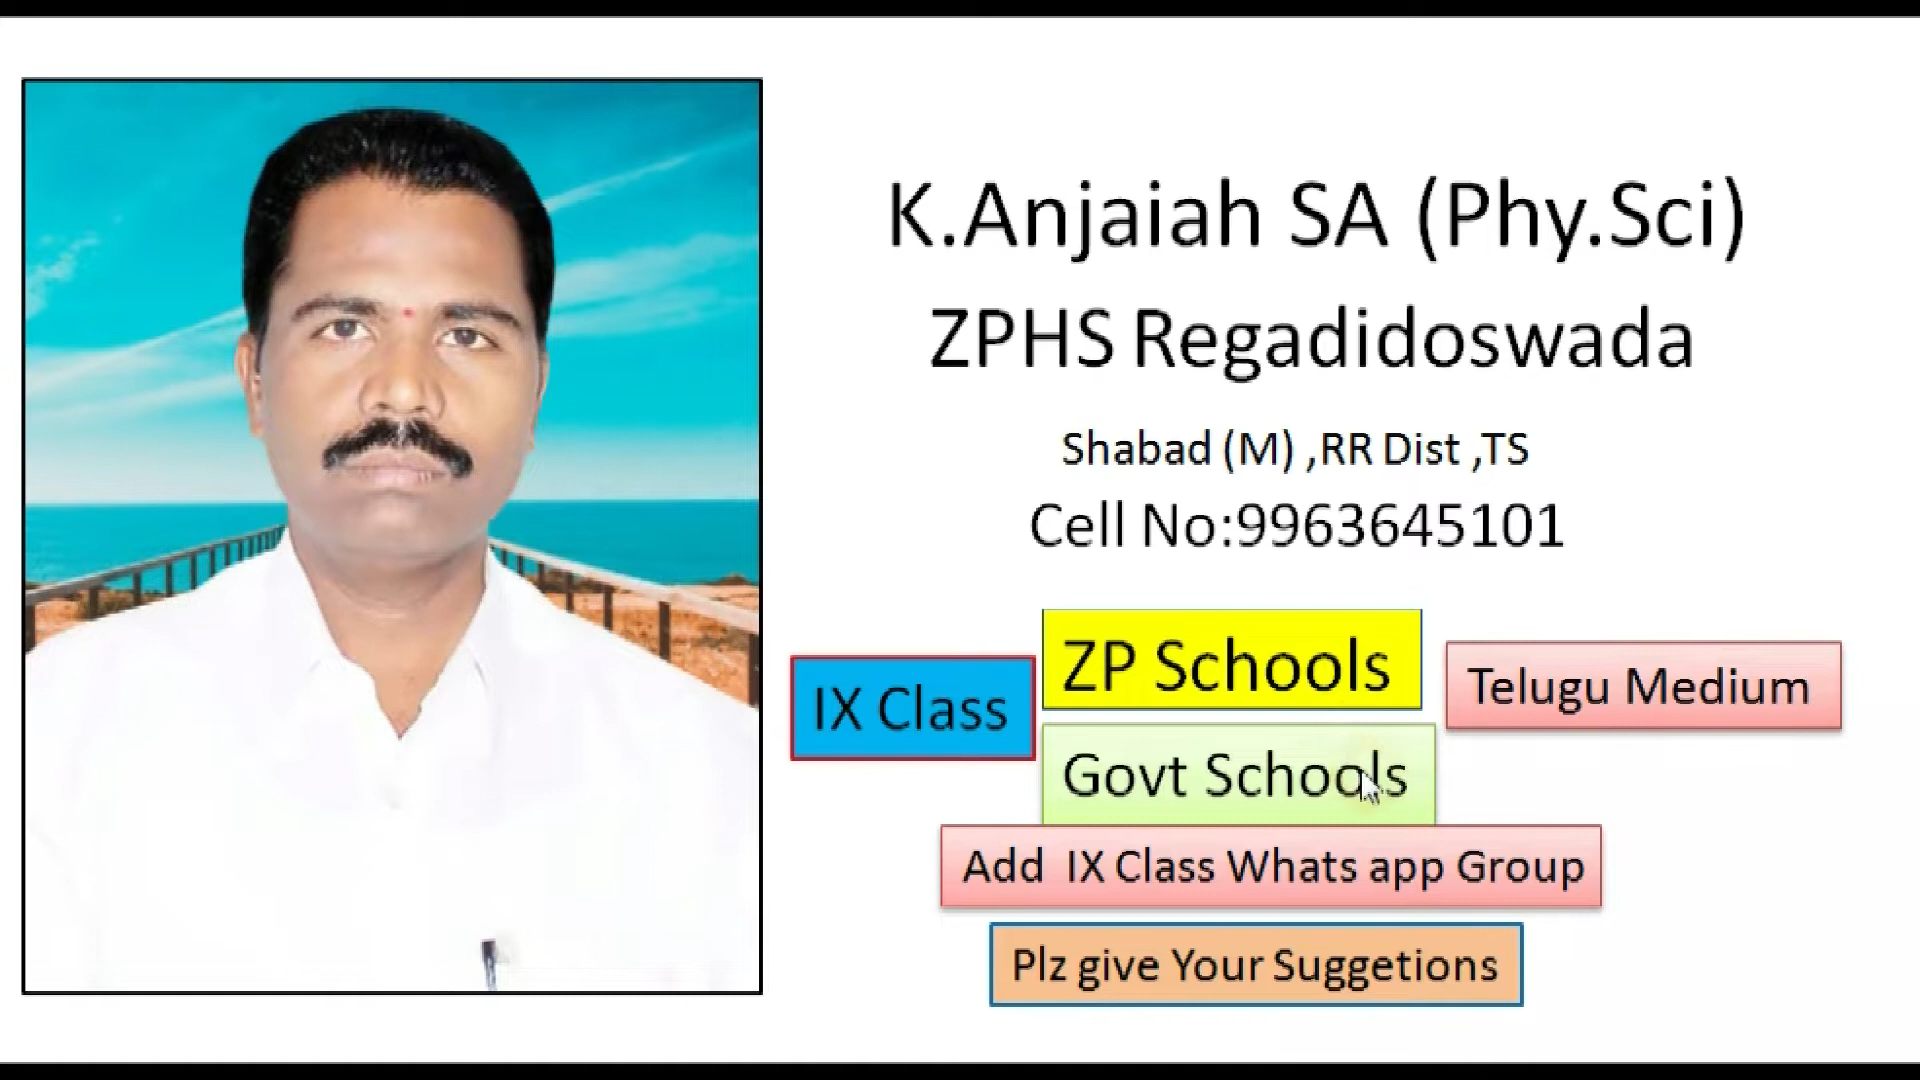 K.Anjaiah SA (Phy.Sci)
ZPHS Regadidoswada
Shabad (M) ,RR Dist ,TS
Cell No:9963645101
ZP Schools
IX Class
Telugu Medium
Govt Schools
Add IX Class Whats app Group
Plz give Your Suggetions